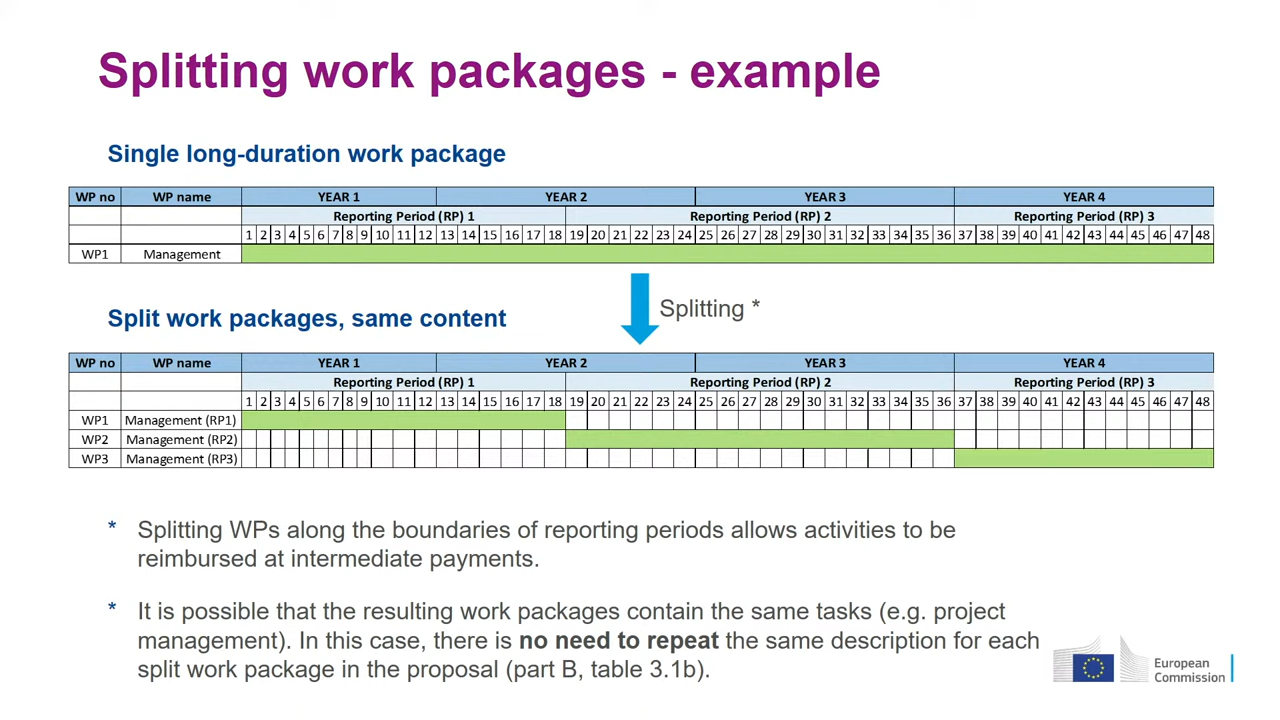 Splitting work packages - example
Single long-duration work package
WP no WP name YEAR 1 YEAR 2 YEAR 3 YEAR 4
Reporting Period (RP) 1 Reporting Period (RP) 2 Reporting Period (RP) 3
1 2 3 4 5 6 7 8 9 10 11 12 13 14 15 16 17 18 19 20 21 22 23 24 25 26 27 28 29 30 31 32 33 34 35 36 37 38 39 40 41 42 43 44 45 46 47 48
WP1 Management
Splitting *
Split work packages, same content
WP no WP name YEAR 1 YEAR 2 YEAR 3 YEAR 4
Reporting Period (RP) 1 Reporting Period (RP) 2 Reporting Period (RP) 3
1 2 3 4 5 6 7 8 9 10 11 12 13 14 15 16 17 18 19 20 21 22 23 24 25 26 27 28 29 30 31 32 33 34 35 36 37 38 39 40 41 42 43 44 45 46 47 48
WP1 Management (RP1)
WP2 Management (RP2)
WP3 Management (RP3)
* Splitting WPs along the boundaries of reporting periods allows activities to be
reimbursed at intermediate payments.
* It is possible that the resulting work packages contain the same tasks (e.g. project
management). In this case, there is no need to repeat the same description for each
split work package in the proposal (part B, table 3.1b).
European
Commission